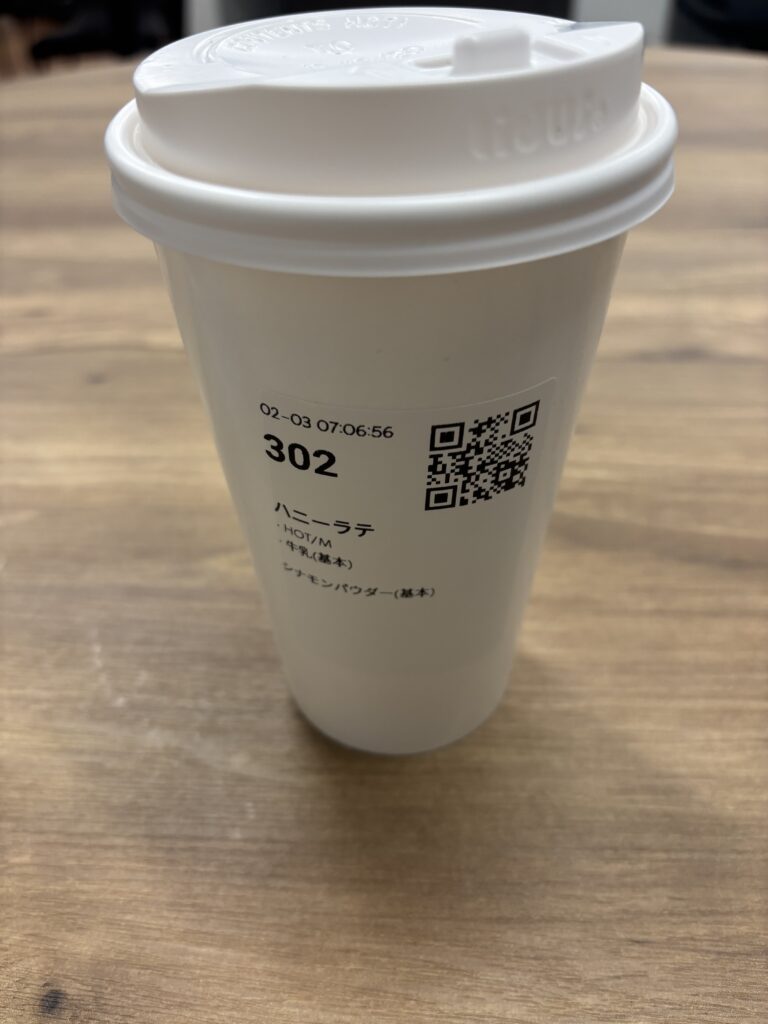 02-03 07:06:56
302
ハニーラテ
・HOT/M
・牛乳(基本)
シナモンパウダー(基本)